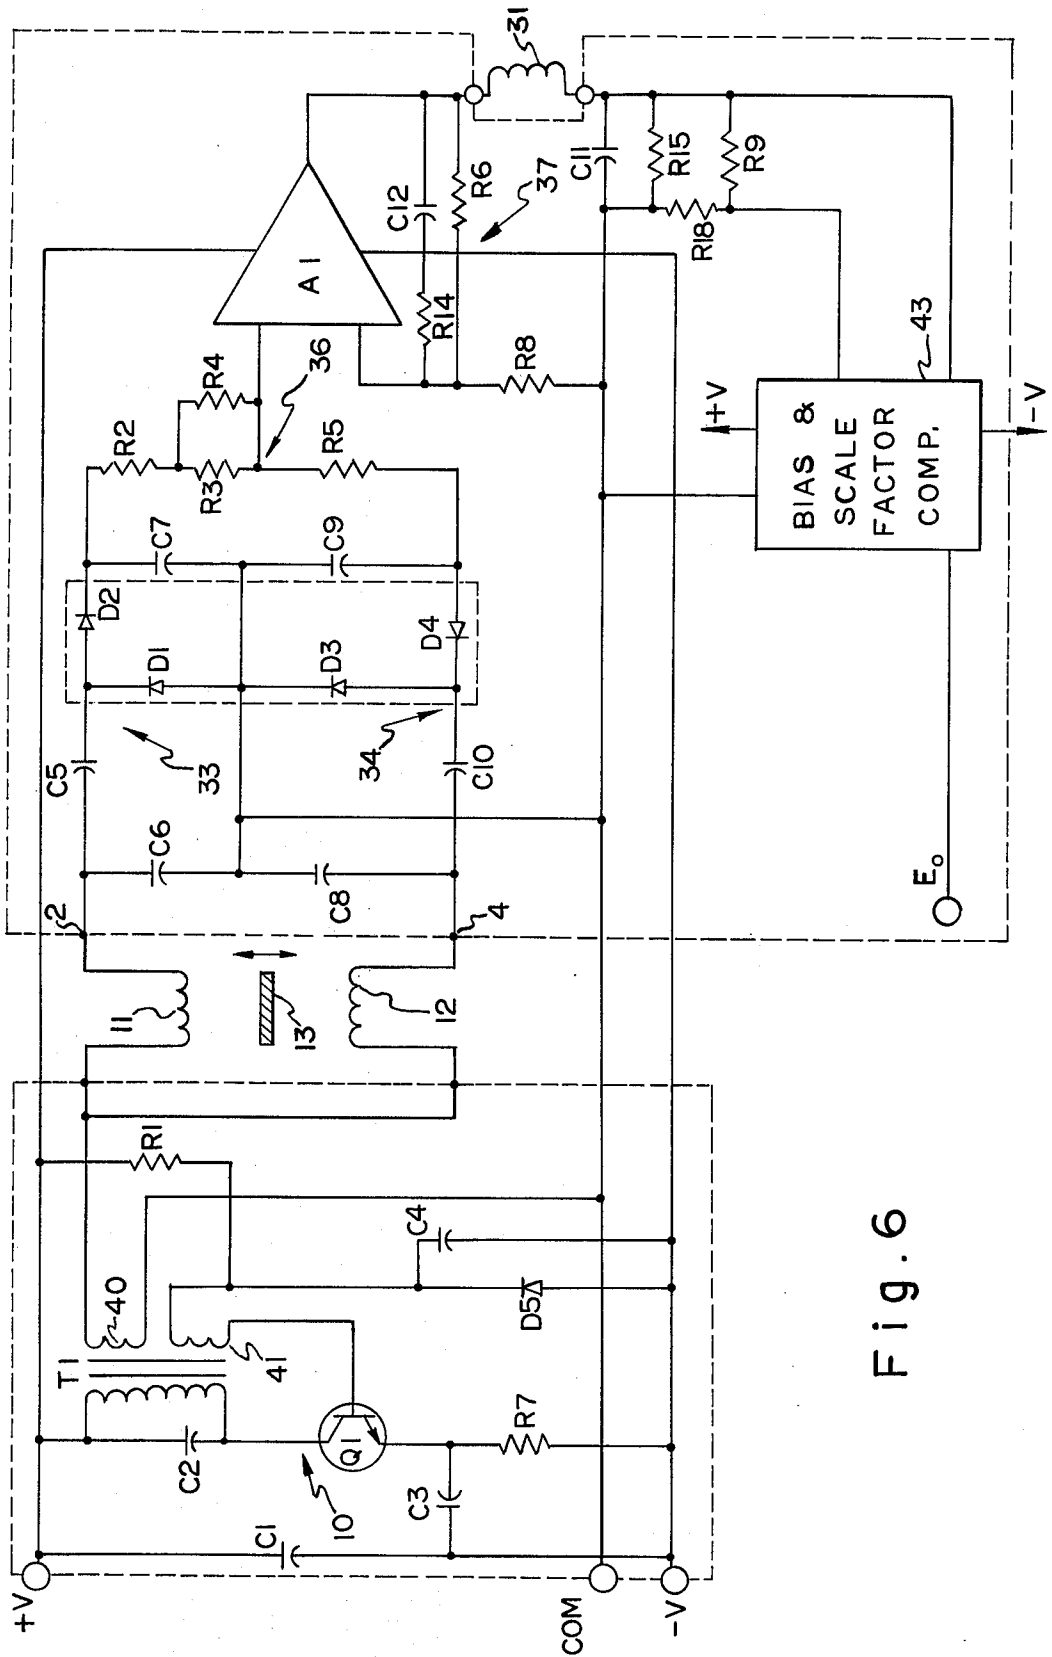 +V
COM
-V
C1
C2
T1
40
41
R1
10
Q1
C3
R7
C4
D5
11
12
13
2
4
C5
C6
C8
C10
33
34
D1
D2
D3
D4
C7
C9
R2
R3
R4
R5
36
A1
C12
R14
R6
R8
37
31
C11
R15
R18
R9
43
+V
-V
BIAS &
SCALE
FACTOR
COMP.
Eo
Fig. 6